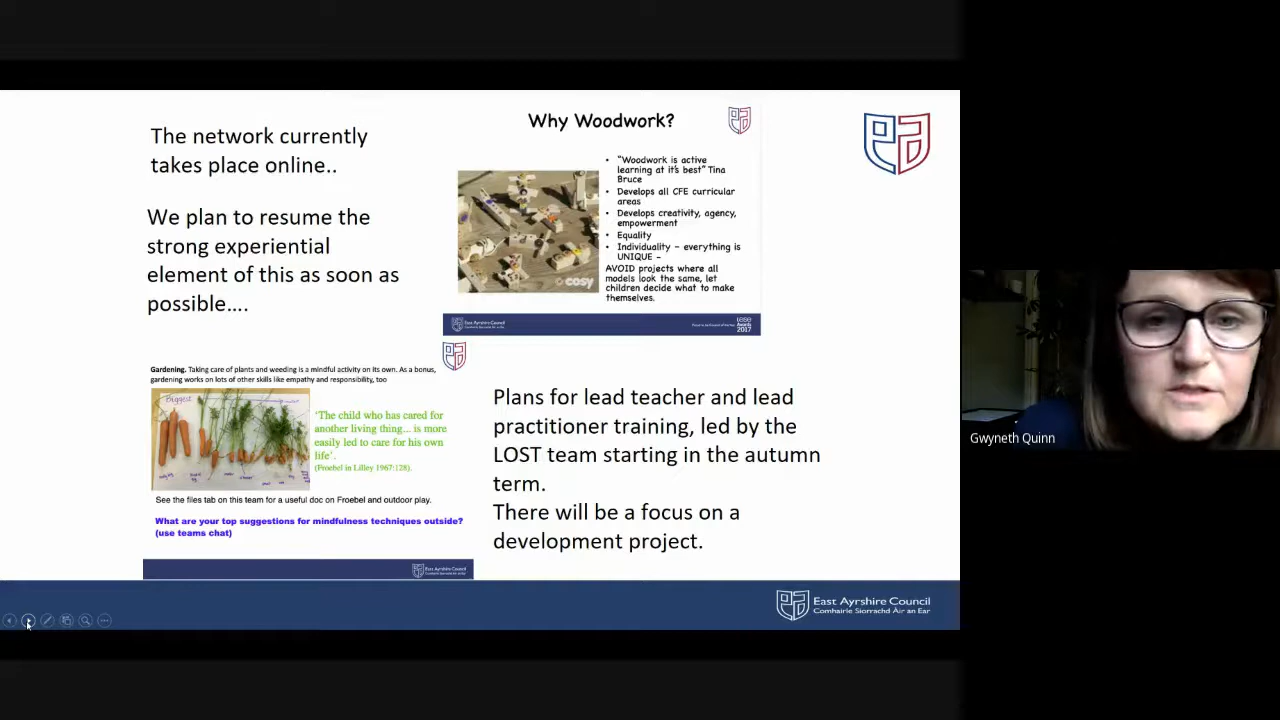 The network currently
takes place online..
We plan to resume the
strong experiential
element of this as soon as
possible....
Why Woodwork?
• "Woodwork is active
learning at it's best" Tina
Bruce
• Develops all CFE curricular
areas
• Develops creativity, agency,
empowerment
• Equality
• Individuality – everything is
UNIQUE –
AVOID projects where all
models look the same, let
children decide what to make
themselves.
© cosy
East Ayrshire Council
2017
Gardening. Taking care of plants and weeding is a mindful activity on its own. As a bonus,
gardening works on lots of other skills like empathy and responsibility, too
Biggest
'The child who has cared for
another living thing... is more
easily led to care for his own
life'.
(Froebel in Lilley 1967:128).
See the files tab on this team for a useful doc on Froebel and outdoor play.
What are your top suggestions for mindfulness techniques outside?
(use teams chat)
East Ayrshire Council
Plans for lead teacher and lead
practitioner training, led by the
LOST team starting in the autumn
term.
There will be a focus on a
development project.
East Ayrshire Council
Comhairle Siorrachd Àir an Ear
Gwyneth Quinn